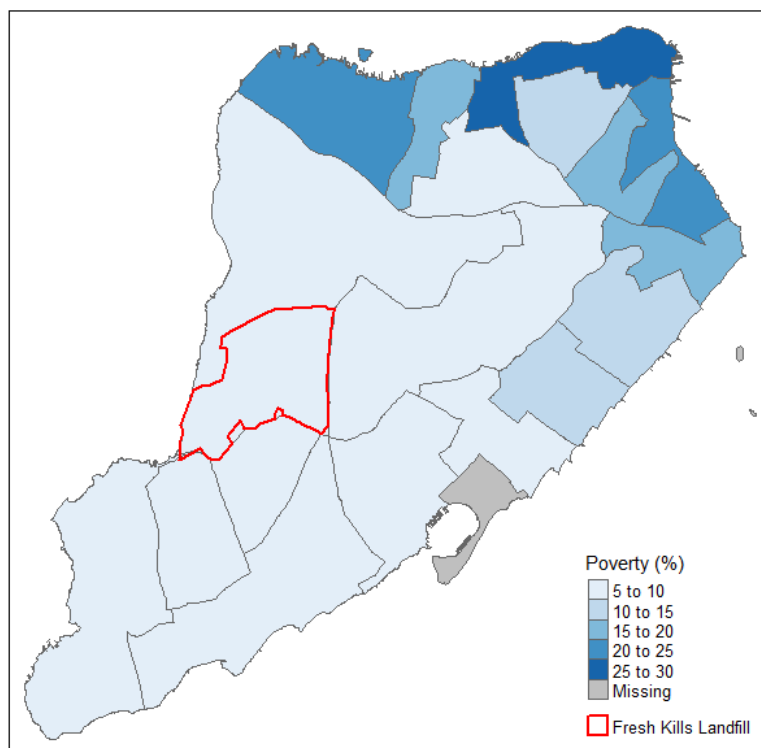 Poverty (%)
5 to 10
10 to 15
15 to 20
20 to 25
25 to 30
Missing
Fresh Kills Landfill